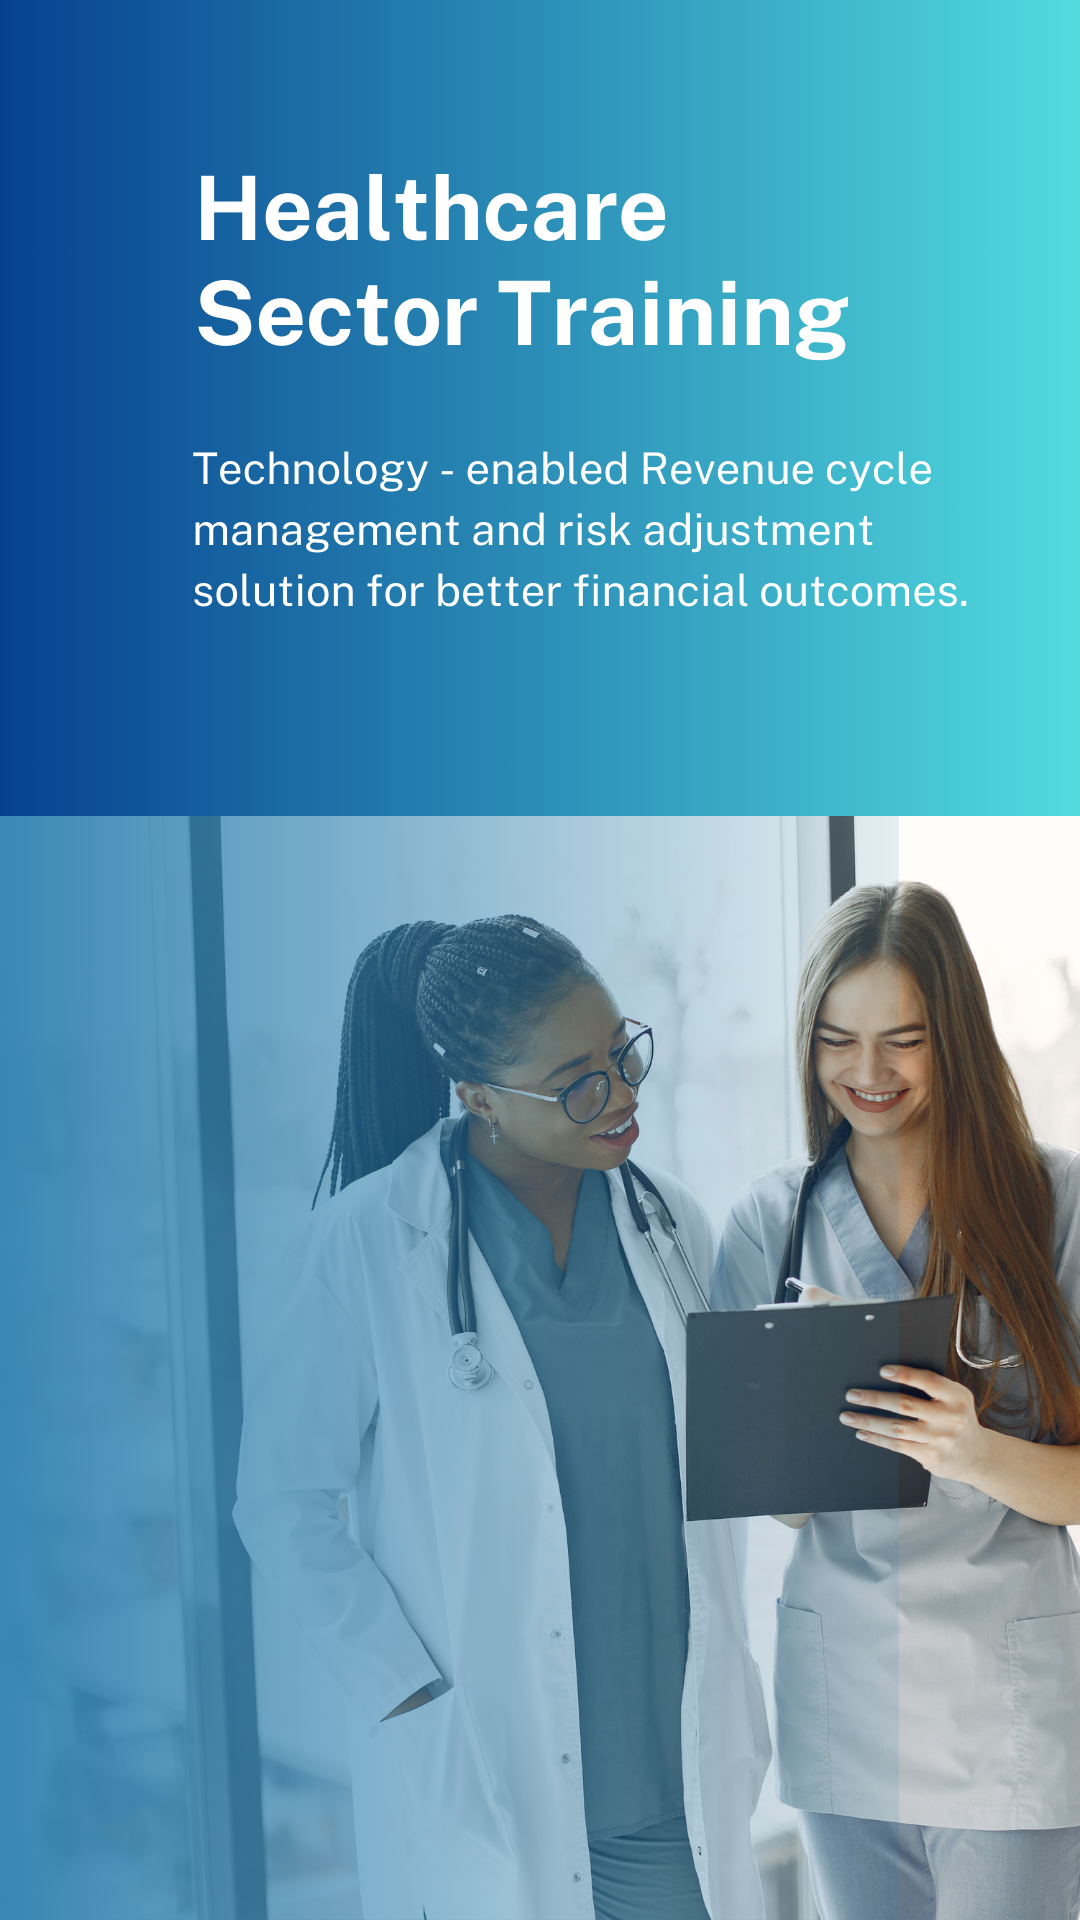 Healthcare
Sector Training
Technology - enabled Revenue cycle
management and risk adjustment
solution for better financial outcomes.